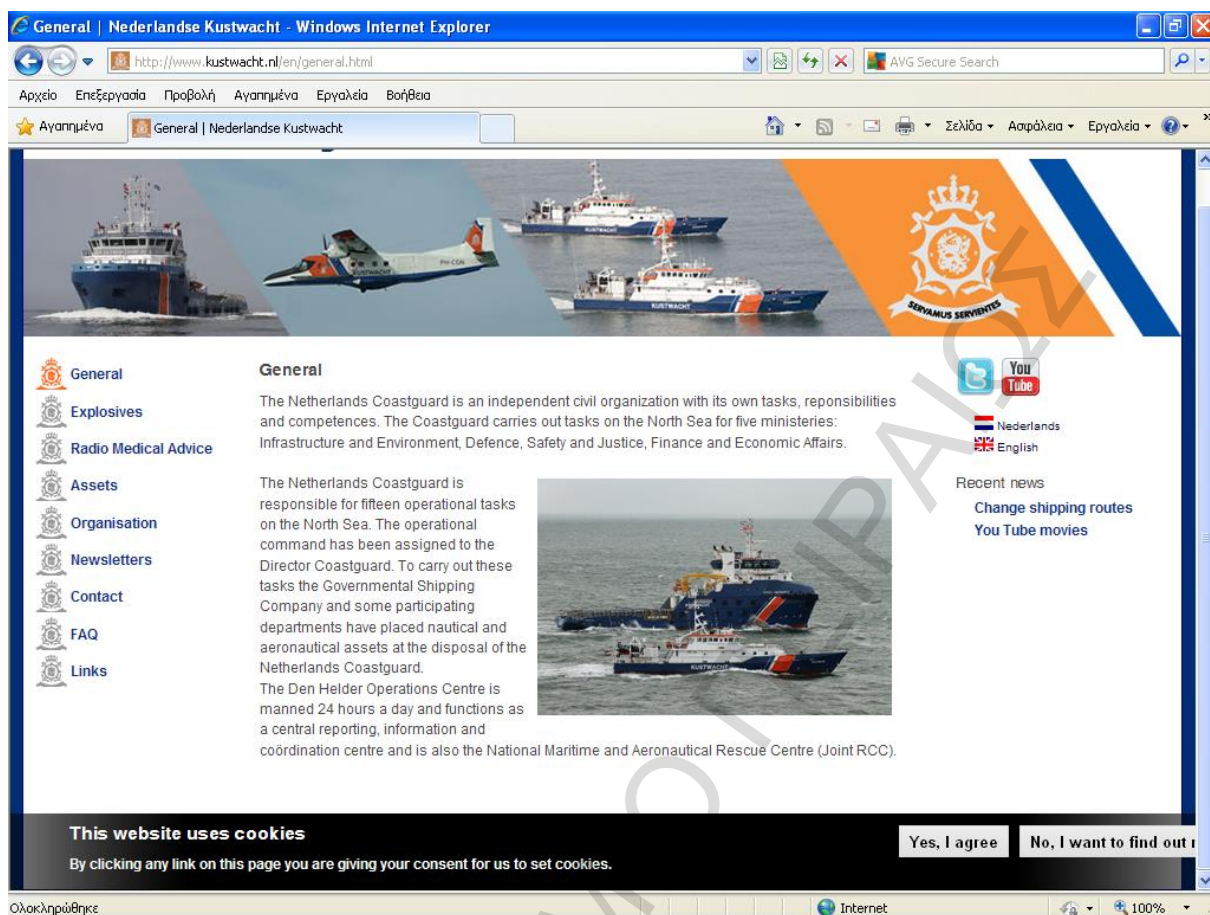 General | Nederlandse Kustwacht - Windows Internet Explorer
http://www.kustwacht.nl/en/general.html
AVG Secure Search
Αρχείο Επεξεργασία Προβολή Αγαπημένα Εργαλεία Βοήθεια
Αγαπημένα
General | Nederlandse Kustwacht
Σελίδα Ασφάλεια Εργαλεία
KUSTWACHT
PH-CGN
KUSTWACHT
KUSTWACHT
SERVAMUS SERVIENTES
General
Explosives
Radio Medical Advice
Assets
Organisation
Newsletters
Contact
FAQ
Links
General
The Netherlands Coastguard is an independent civil organization with its own tasks, reponsibilities
and competences. The Coastguard carries out tasks on the North Sea for five ministeries:
Infrastructure and Environment, Defence, Safety and Justice, Finance and Economic Affairs.
The Netherlands Coastguard is
responsible for fifteen operational tasks
on the North Sea. The operational
command has been assigned to the
Director Coastguard. To carry out these
tasks the Governmental Shipping
Company and some participating
departments have placed nautical and
aeronautical assets at the disposal of the
Netherlands Coastguard.
The Den Helder Operations Centre is
manned 24 hours a day and functions as
a central reporting, information and
coördination centre and is also the National Maritime and Aeronautical Rescue Centre (Joint RCC).
KUSTWACHT
You
Tube
Nederlands
English
Recent news
Change shipping routes
You Tube movies
This website uses cookies
By clicking any link on this page you are giving your consent for us to set cookies.
Yes, I agree
No, I want to find out
Ολοκληρώθηκε
Internet
100%